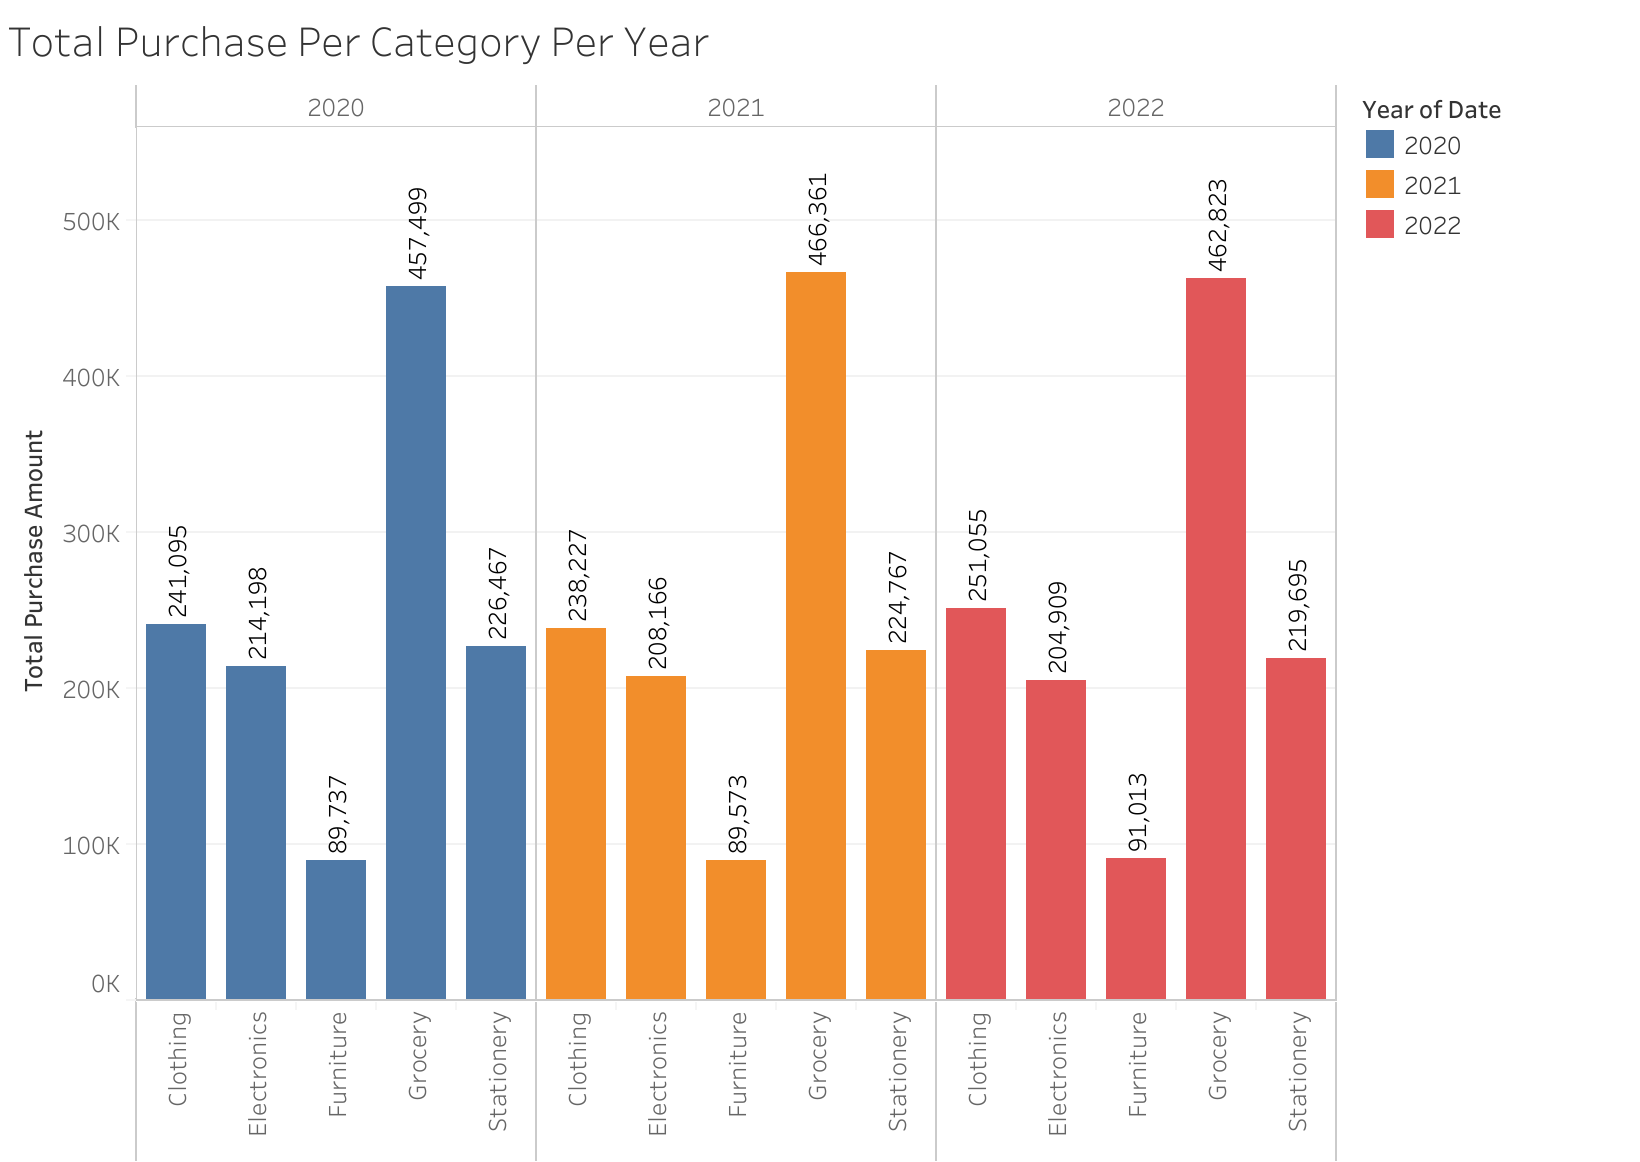 Total Purchase Per Category Per Year
2020
2021
2022
Year of Date
2020
2021
2022
Total Purchase Amount
500K
400K
300K
200K
100K
0K
241,095
214,198
89,737
457,499
226,467
238,227
208,166
89,573
466,361
224,767
251,055
204,909
91,013
462,823
219,695
Clothing
Electronics
Furniture
Grocery
Stationery
Clothing
Electronics
Furniture
Grocery
Stationery
Clothing
Electronics
Furniture
Grocery
Stationery